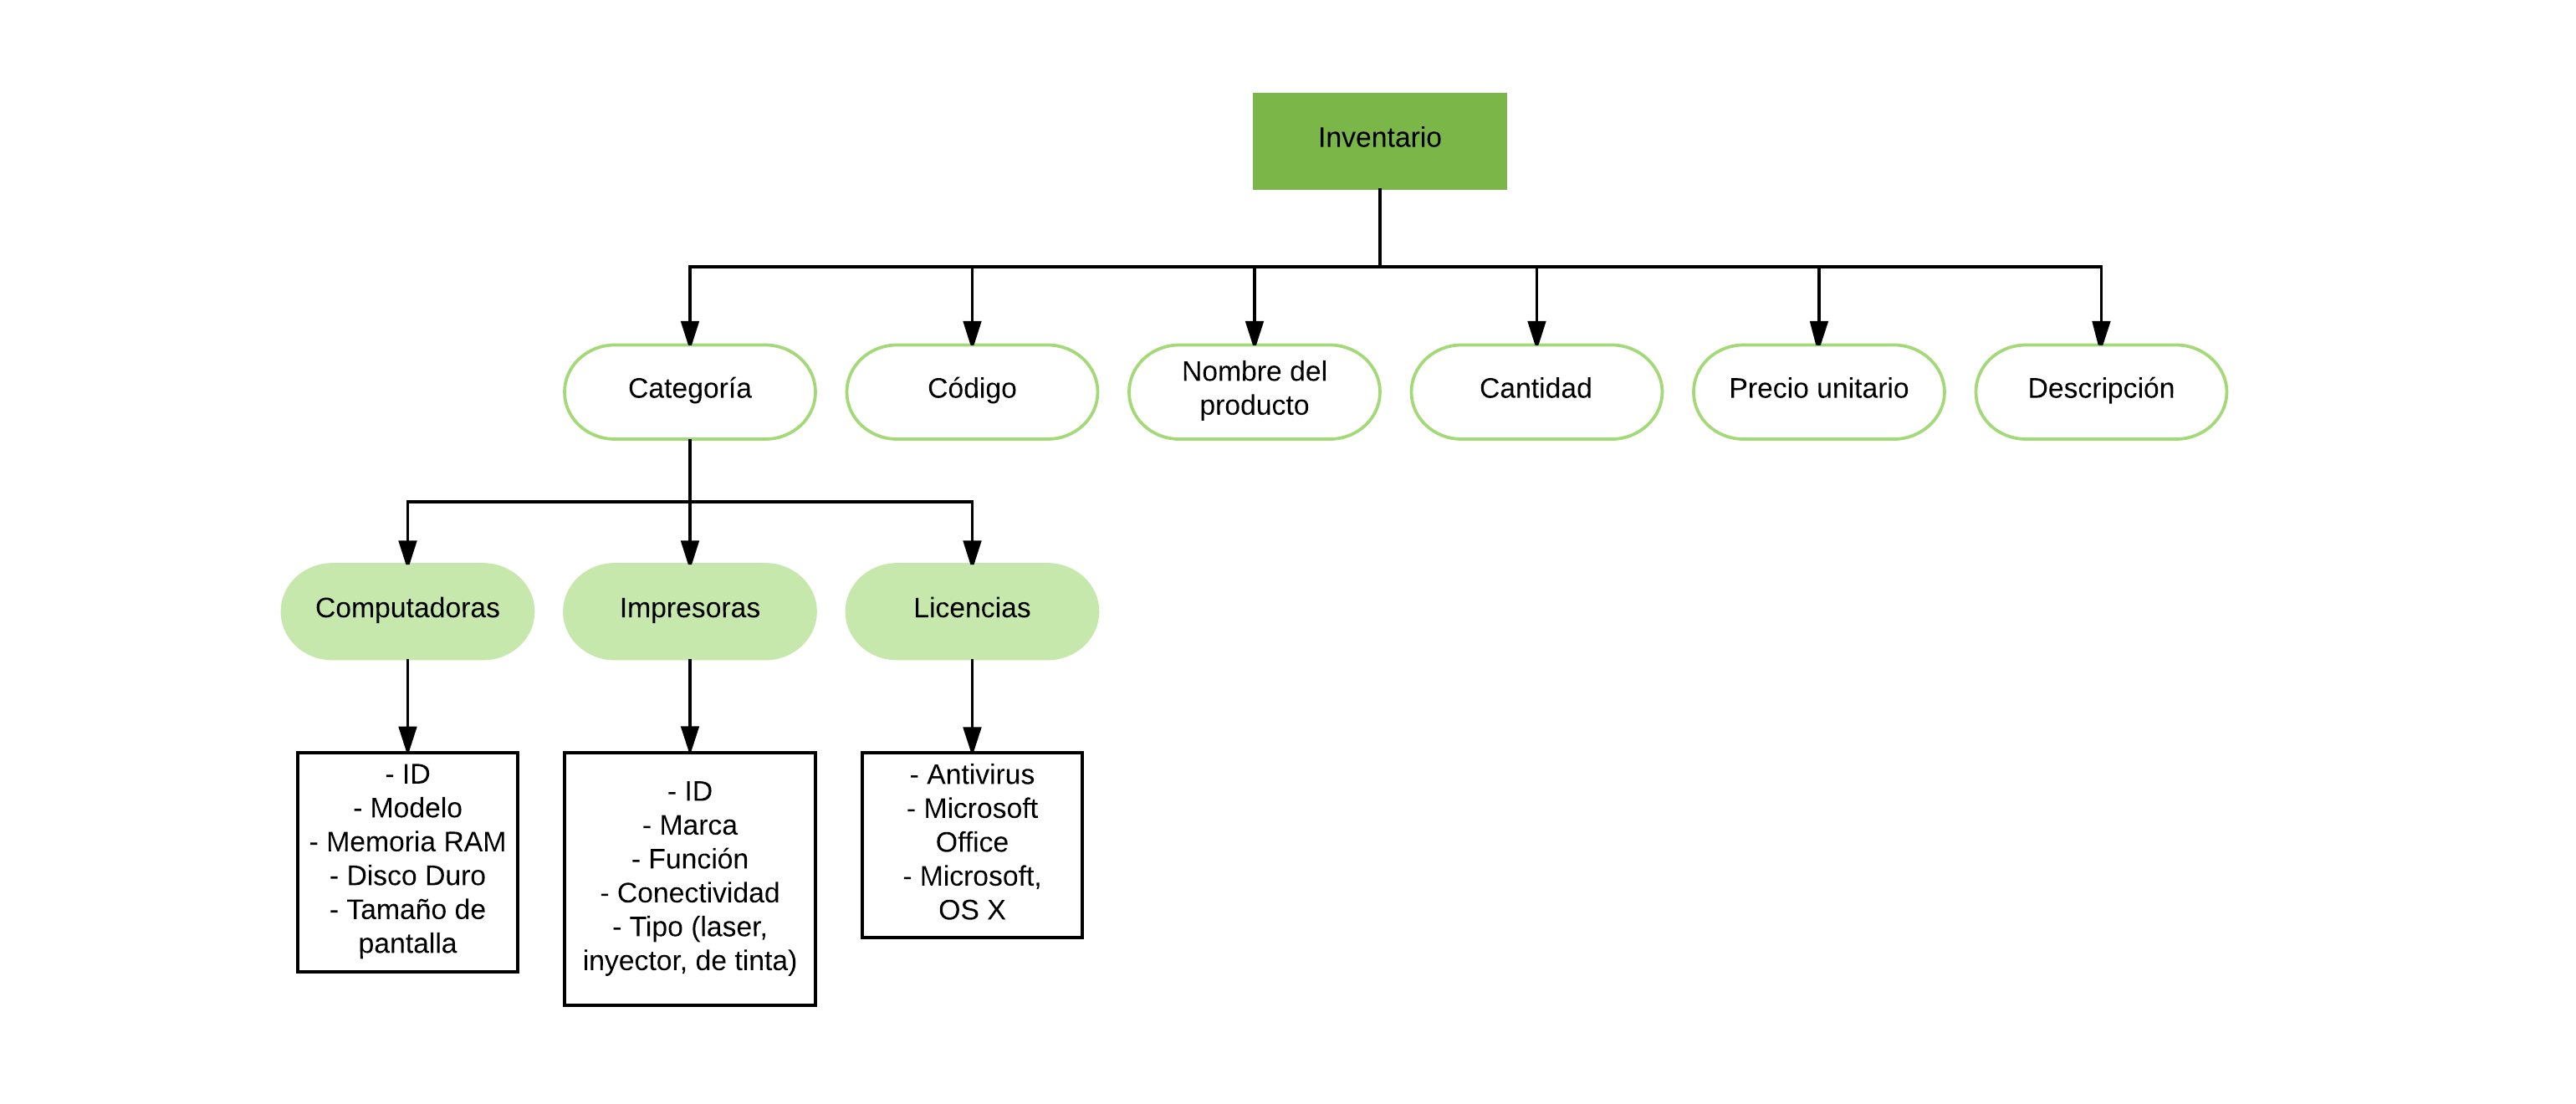 Inventario
Categoría
Código
Nombre del
producto
Cantidad
Precio unitario
Descripción
Computadoras
Impresoras
Licencias
- ID
- Modelo
- Memoria RAM
- Disco Duro
- Tamaño de
pantalla
- ID
- Marca
- Función
- Conectividad
- Tipo (laser,
inyector, de tinta)
- Antivirus
- Microsoft
Office
- Microsoft,
OS X